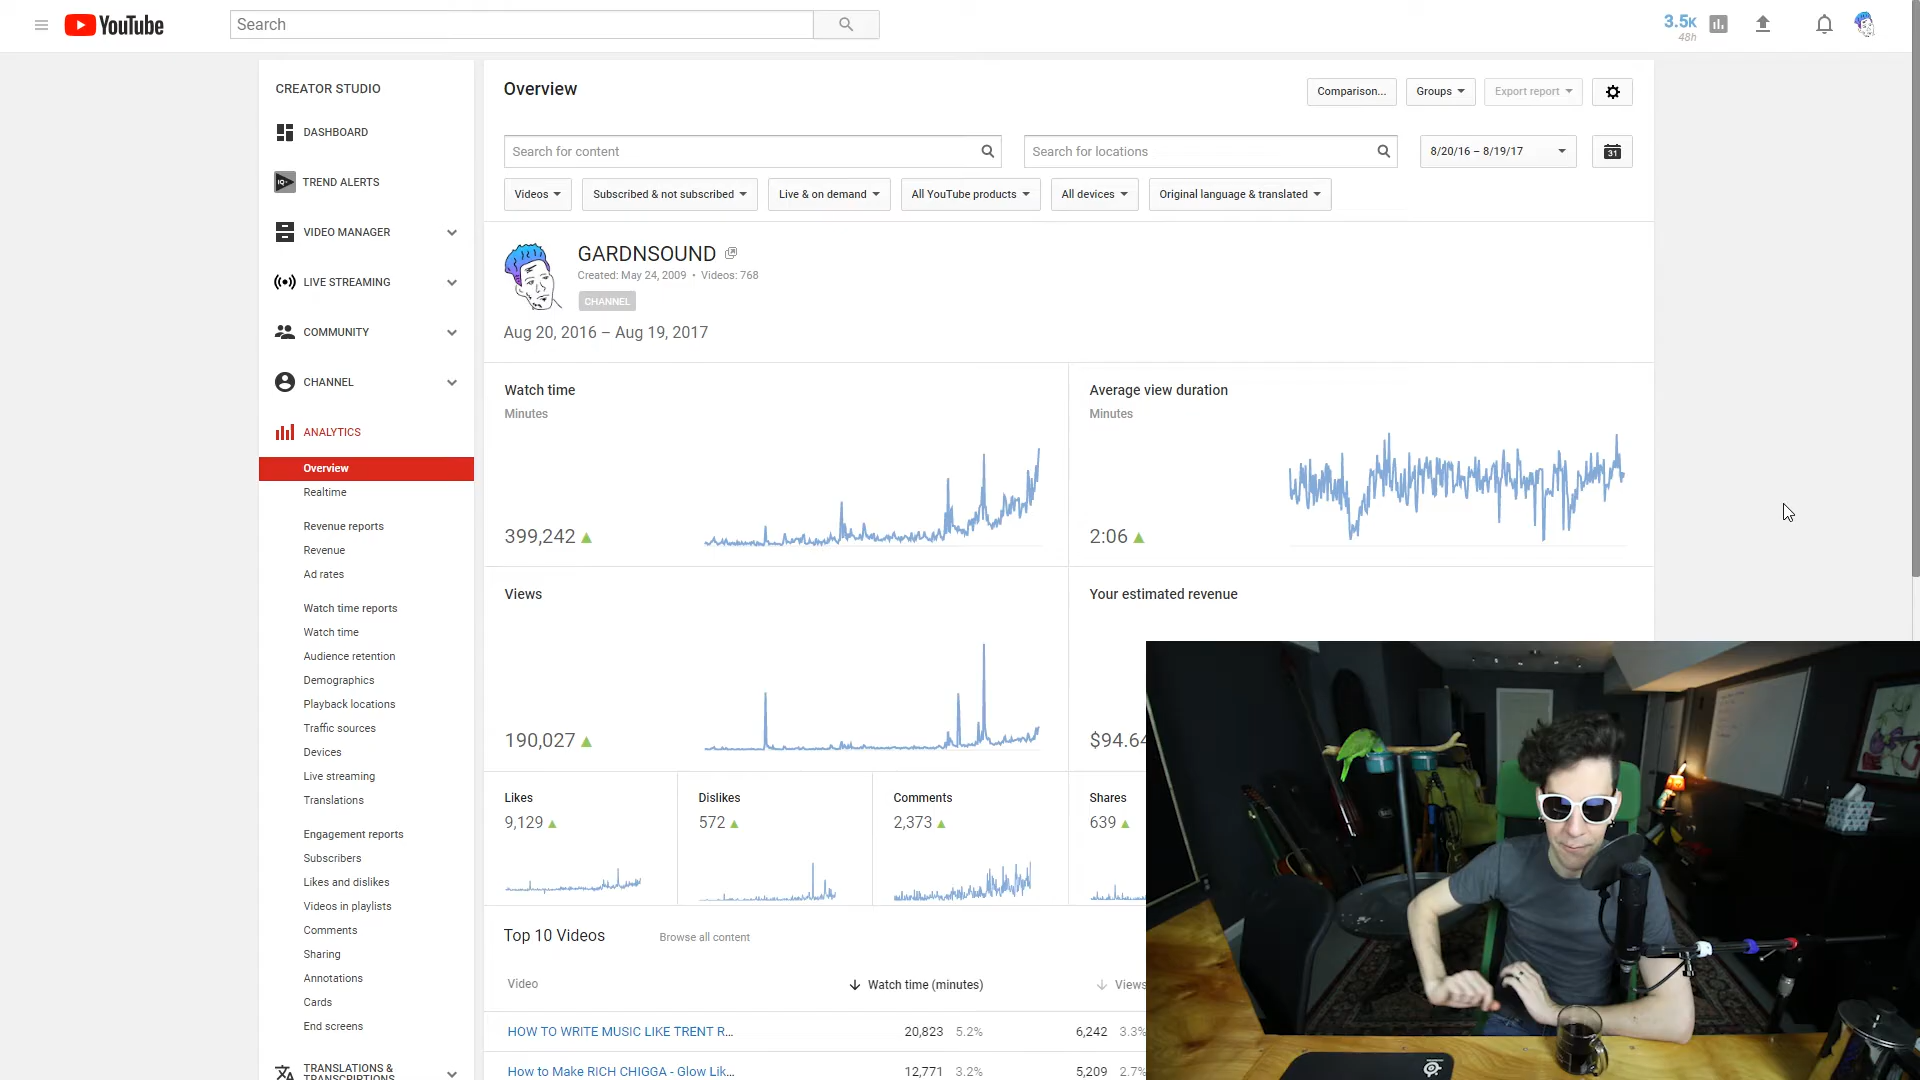 YouTube
Search
3.5K
48h
CREATOR STUDIO
DASHBOARD
TREND ALERTS
VIDEO MANAGER
LIVE STREAMING
COMMUNITY
CHANNEL
ANALYTICS
Overview
Realtime
Revenue reports
Revenue
Ad rates
Watch time reports
Watch time
Audience retention
Demographics
Playback locations
Traffic sources
Devices
Live streaming
Translations
Engagement reports
Subscribers
Likes and dislikes
Videos in playlists
Comments
Sharing
Annotations
Cards
End screens
TRANSLATIONS &
TRANSCRIPTIONS
Overview
Comparison...
Groups
Export report
Search for content
Search for locations
8/20/16 – 8/19/17
31
Videos
Subscribed & not subscribed
Live & on demand
All YouTube products
All devices
Original language & translated
GARDNSOUND
Created: May 24, 2009 • Videos: 768
CHANNEL
Aug 20, 2016 – Aug 19, 2017
Watch time
Minutes
399,242
Average view duration
Minutes
2:06
Views
190,027
Your estimated revenue
$94.64
Likes
9,129
Dislikes
572
Comments
2,373
Shares
639
Top 10 Videos
Browse all content
Video
Watch time (minutes)
Views
HOW TO WRITE MUSIC LIKE TRENT R...
20,823 5.2%
6,242 3.3%
How to Make RICH CHIGGA - Glow Lik...
12,771 3.2%
5,209 2.7%